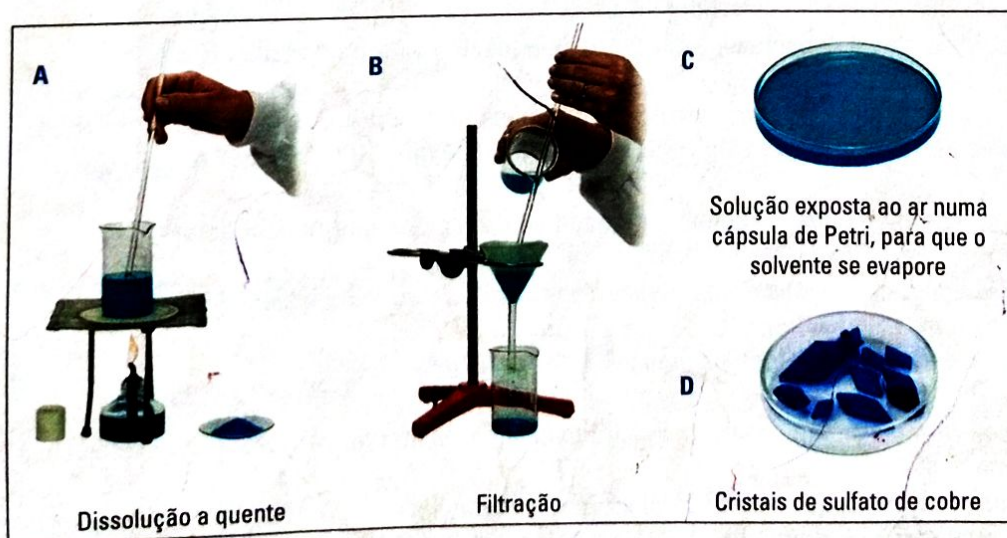 A
Dissolução a quente
B
Filtração
C
Solução exposta ao ar numa
cápsula de Petri, para que o
solvente se evapore
D
Cristais de sulfato de cobre